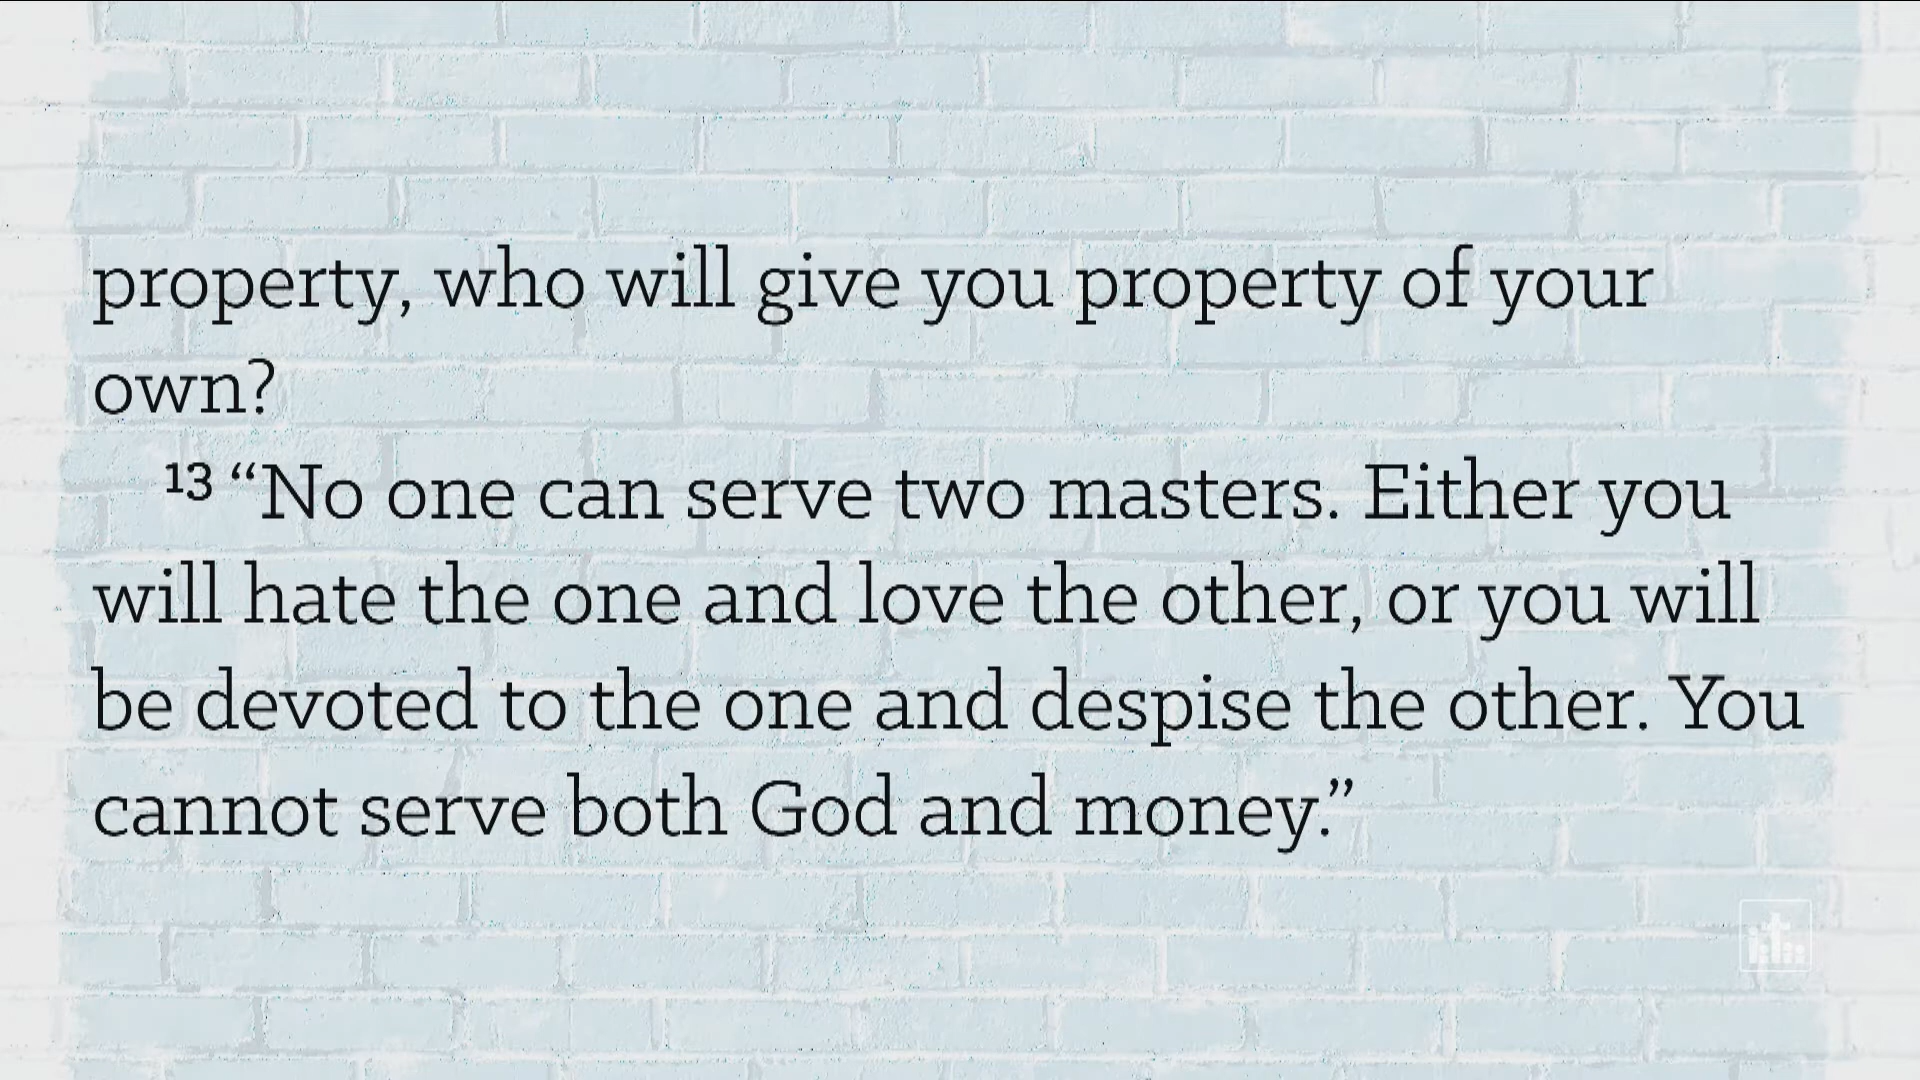 property, who will give you property of your
own?
13 “No one can serve two masters. Either you
will hate the one and love the other, or you will
be devoted to the one and despise the other. You
cannot serve both God and money.”